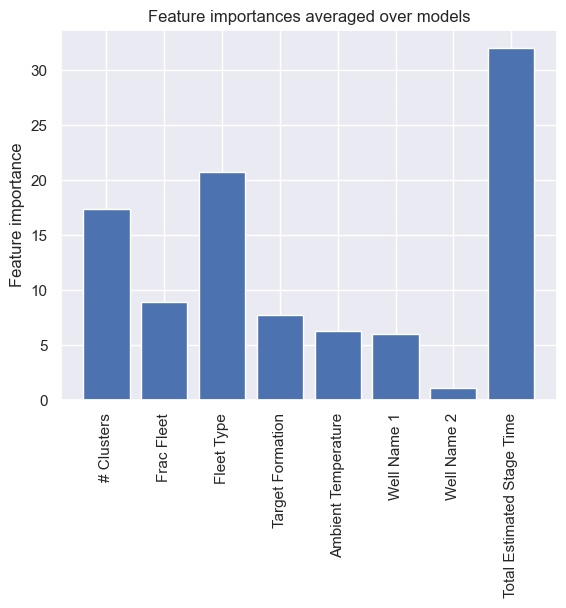 Feature importances averaged over models
Feature importance
30
25
20
15
10
5
0
# Clusters
Frac Fleet
Fleet Type
Target Formation
Ambient Temperature
Well Name 1
Well Name 2
Total Estimated Stage Time